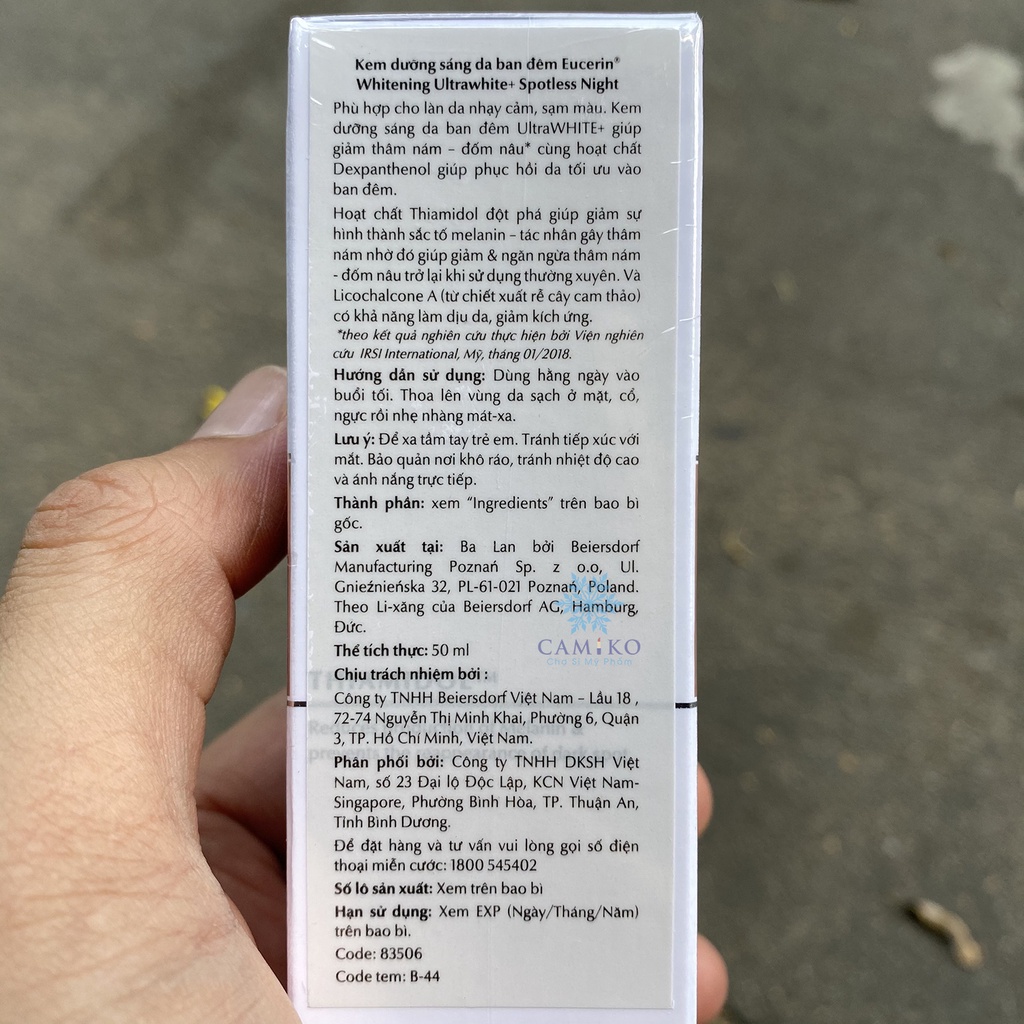 Kem dưỡng sáng da ban đêm Eucerin®
Whitening Ultrawhite+ Spotless Night
Phù hợp cho làn da nhạy cảm, sạm màu. Kem
dưỡng sáng da ban đêm UltraWHITE+ giúp
giảm thâm nám – đốm nâu* cùng hoạt chất
Dexpanthenol giúp phục hồi da tối ưu vào
ban đêm.
Hoạt chất Thiamidol đột phá giúp giảm sự
hình thành sắc tố melanin – tác nhân gây thâm
nám nhờ đó giúp giảm & ngăn ngừa thâm nám
- đốm nâu trở lại khi sử dụng thường xuyên. Và
Licochalcone A (từ chiết xuất rễ cây cam thảo)
có khả năng làm dịu da, giảm kích ứng.
*theo kết quả nghiên cứu thực hiện bởi Viện nghiên
cứu IRSI International, Mỹ, tháng 01/2018.
Hướng dẫn sử dụng: Dùng hằng ngày vào
buổi tối. Thoa lên vùng da sạch ở mặt, cổ,
ngực rồi nhẹ nhàng mát-xa.
Lưu ý: Để xa tầm tay trẻ em. Tránh tiếp xúc với
mắt. Bảo quản nơi khô ráo, tránh nhiệt độ cao
và ánh nắng trực tiếp.
Thành phần: xem “Ingredients” trên bao bì
gốc.
Sản xuất tại: Ba Lan bởi Beiersdorf
Manufacturing Poznań Sp. z o.o, Ul.
Gnieźnieńska 32, PL-61-021 Poznań, Poland.
Theo Li-xăng của Beiersdorf AG, Hamburg,
Đức.
CAMIKO
Chợ Sỉ Mỹ Phẩm
Thể tích thực: 50 ml
Chịu trách nhiệm bởi :
THIAMIDOL™
Công ty TNHH Beiersdorf Việt Nam – Lầu 18 ,
72-74 Nguyễn Thị Minh Khai, Phường 6, Quận
3, TP. Hồ Chí Minh, Việt Nam.
prevents the reappearance of dark spot
Phân phối bởi: Công ty TNHH DKSH Việt
Nam, số 23 Đại lộ Độc Lập, KCN Việt Nam-
Singapore, Phường Bình Hòa, TP. Thuận An,
Tỉnh Bình Dương.
Để đặt hàng và tư vấn vui lòng gọi số điện
thoại miễn cước: 1800 545402
Số lô sản xuất: Xem trên bao bì
Hạn sử dụng: Xem EXP (Ngày/Tháng/Năm)
trên bao bì.
Code: 83506
Code tem: B-44